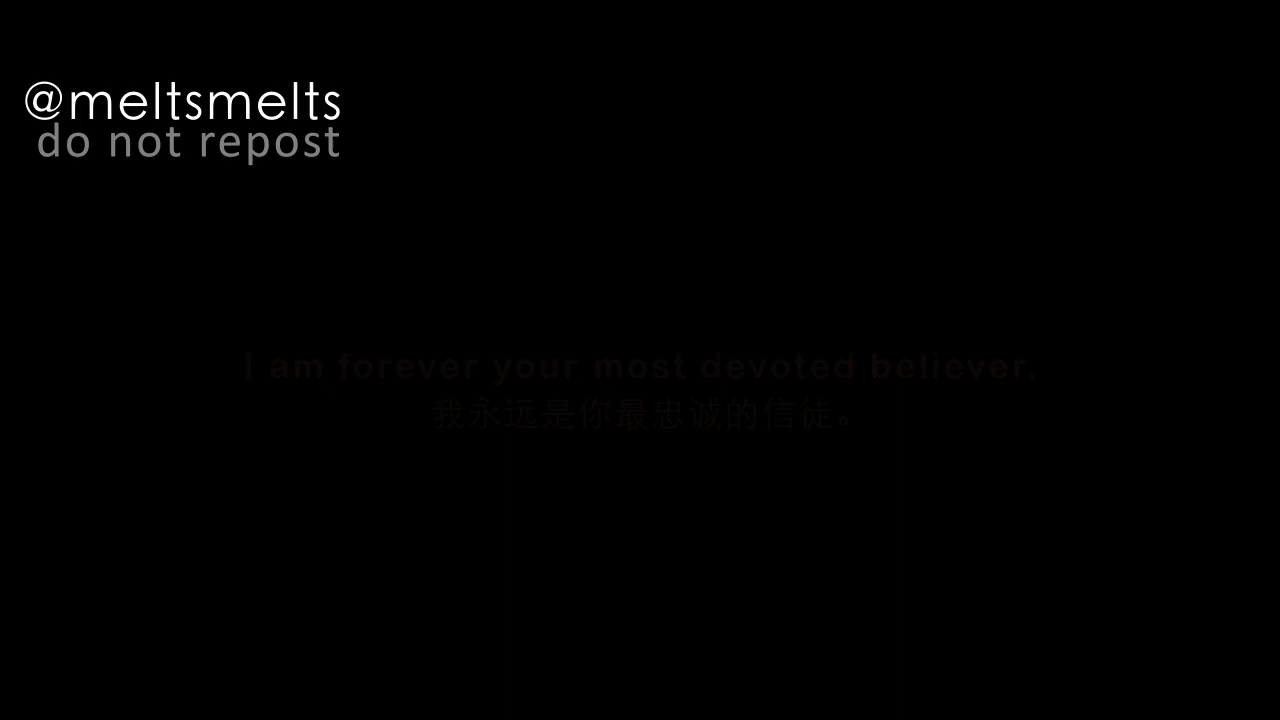 @meltsmelts
do not repost
I am forever your most devoted believer.
我永远是你最忠诚的信徒。